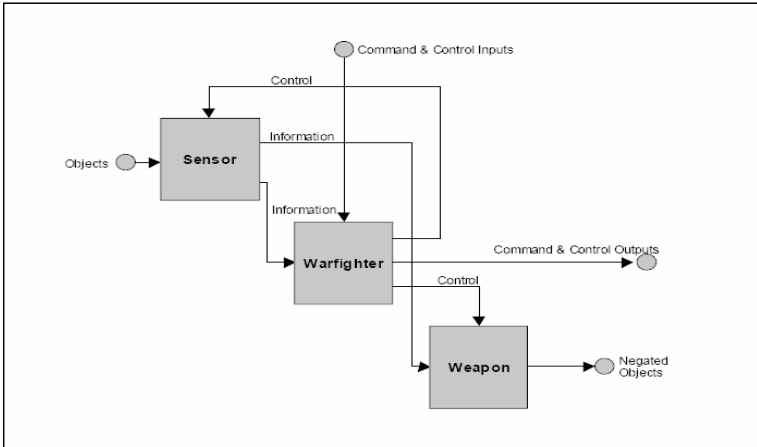 Command & Control Inputs
Control
Sensor
Information
Objects
Information
Warfighter
Command & Control Outputs
Control
Weapon
Negated
Objects